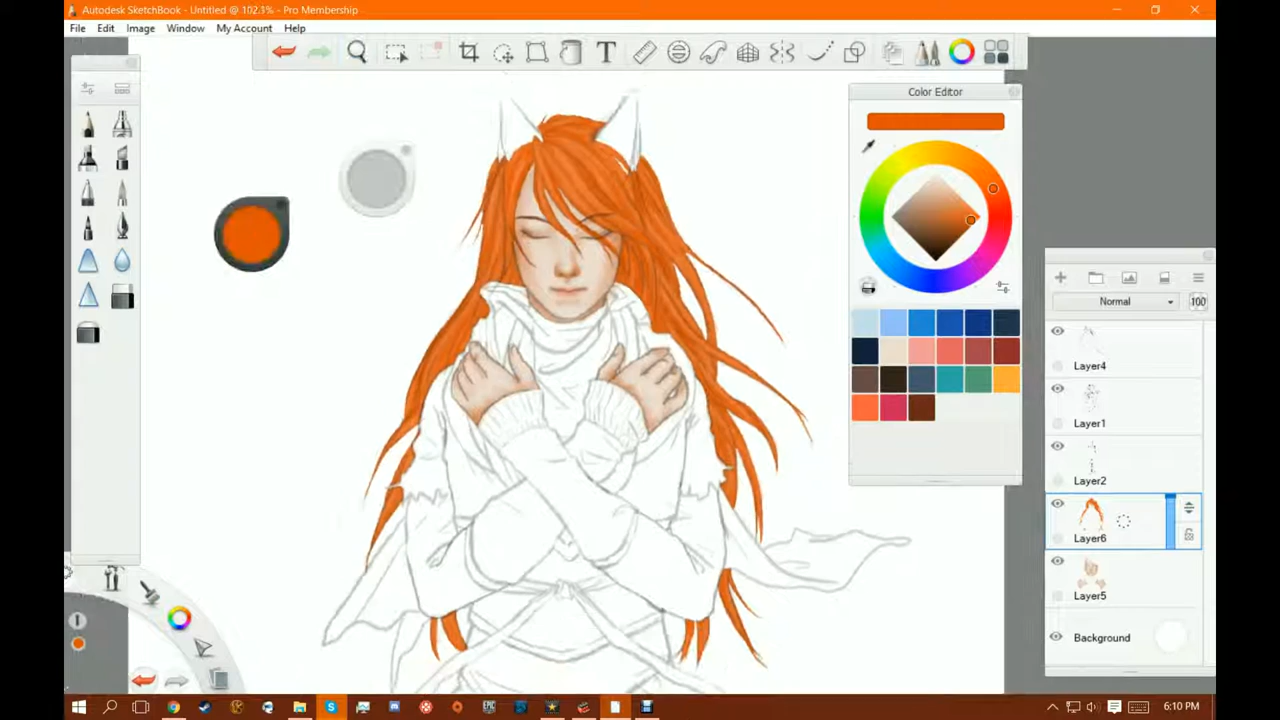 Autodesk SketchBook - Untitled @ 102.1% - Pro Membership
File Edit Image Window My Account Help
T
Color Editor
Normal 100
Layer4
Layer1
Layer2
Layer6
Layer5
Background
6:10 PM